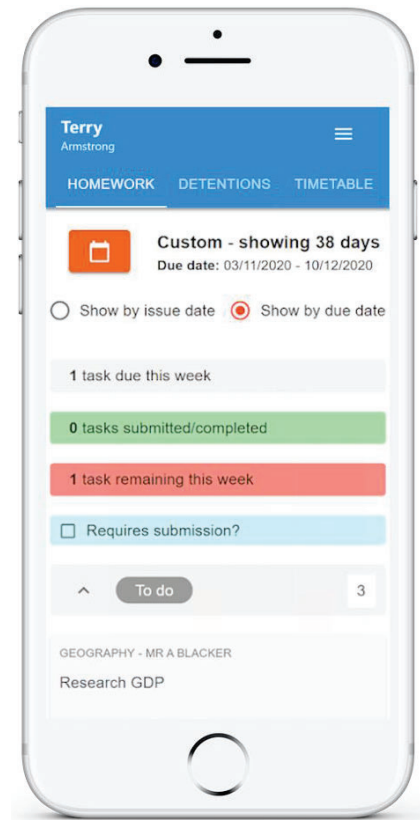 Terry
Armstrong
HOMEWORK DETENTIONS TIMETABLE
Custom - showing 38 days
Due date: 03/11/2020 - 10/12/2020
Show by issue date Show by due date
1 task due this week
0 tasks submitted/completed
1 task remaining this week
Requires submission?
To do 3
GEOGRAPHY - MR A BLACKER
Research GDP